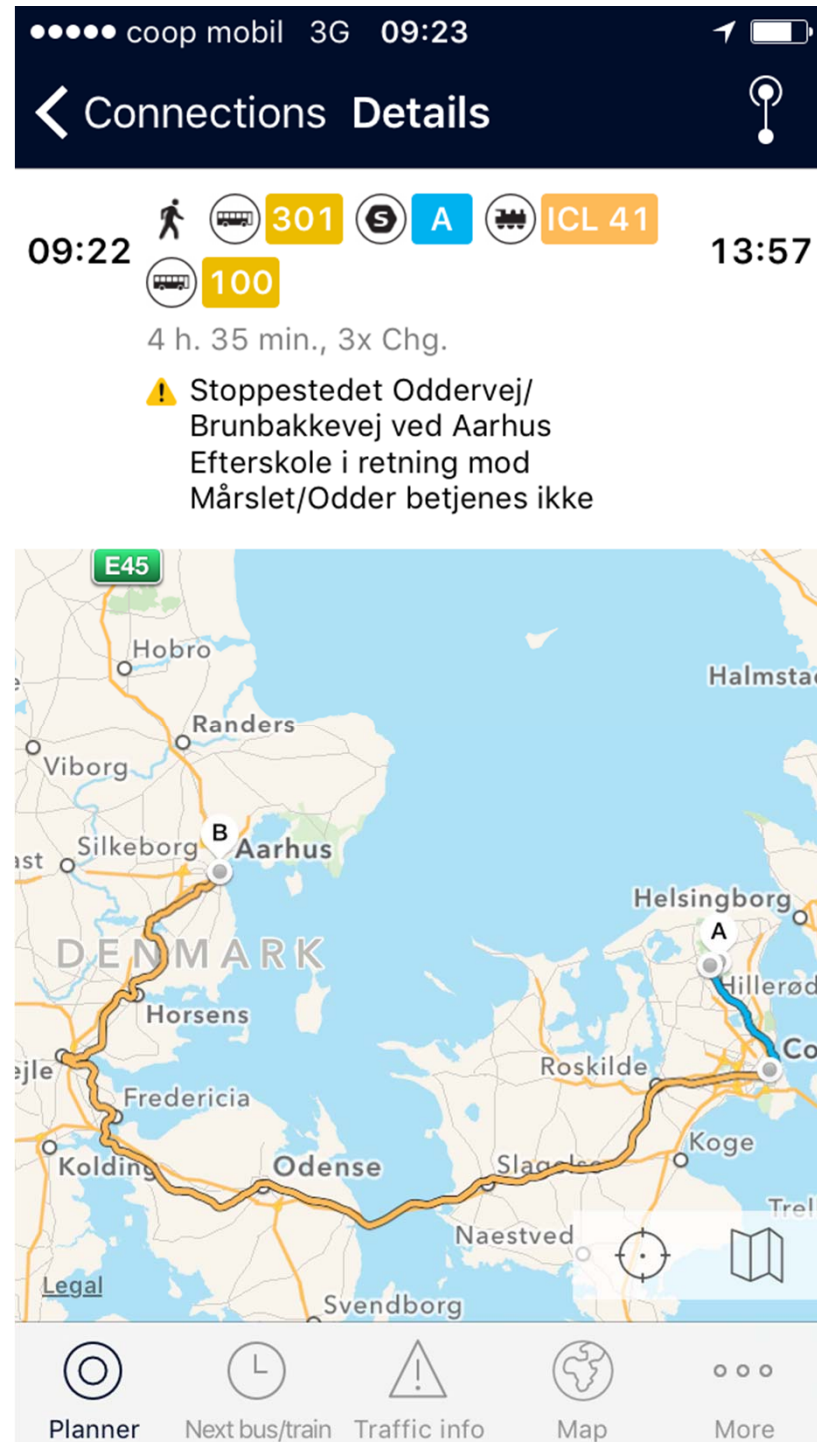 coop mobil 3G 09:23
Connections Details
301 S A ICL 41
09:22 13:57
100
4 h. 35 min., 3x Chg.
Stoppestedet Oddervej/
Brunbakkevej ved Aarhus
Efterskole i retning mod
Mårslet/Odder betjenes ikke
E45
Hobro
Halmsta
Randers
Viborg
B
Silkeborg Aarhus
ast
Helsingborg
A
DENMARK
Hillerød
Horsens
Co
ejle
Roskilde
Fredericia
Koge
Kolding
Odense
Slagelse
Trel
Naestved
Legal
Svendborg
Planner Next bus/train Traffic info Map More